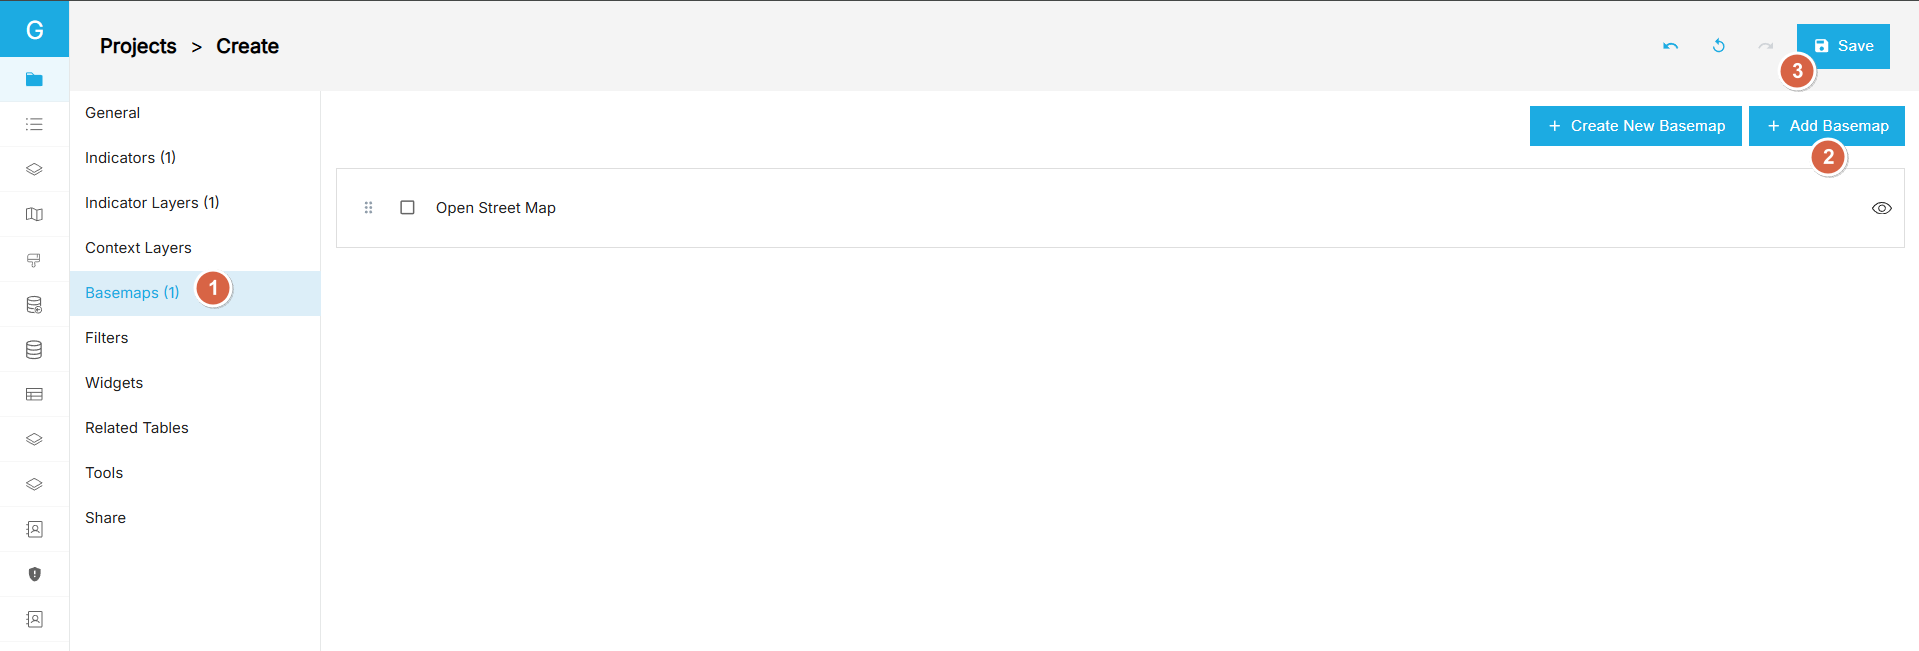 G
Projects > Create
Save
3
General
Indicators (1)
Indicator Layers (1)
Context Layers
Basemaps (1)
1
Filters
Widgets
Related Tables
Tools
Share
+ Create New Basemap
+ Add Basemap
2
Open Street Map